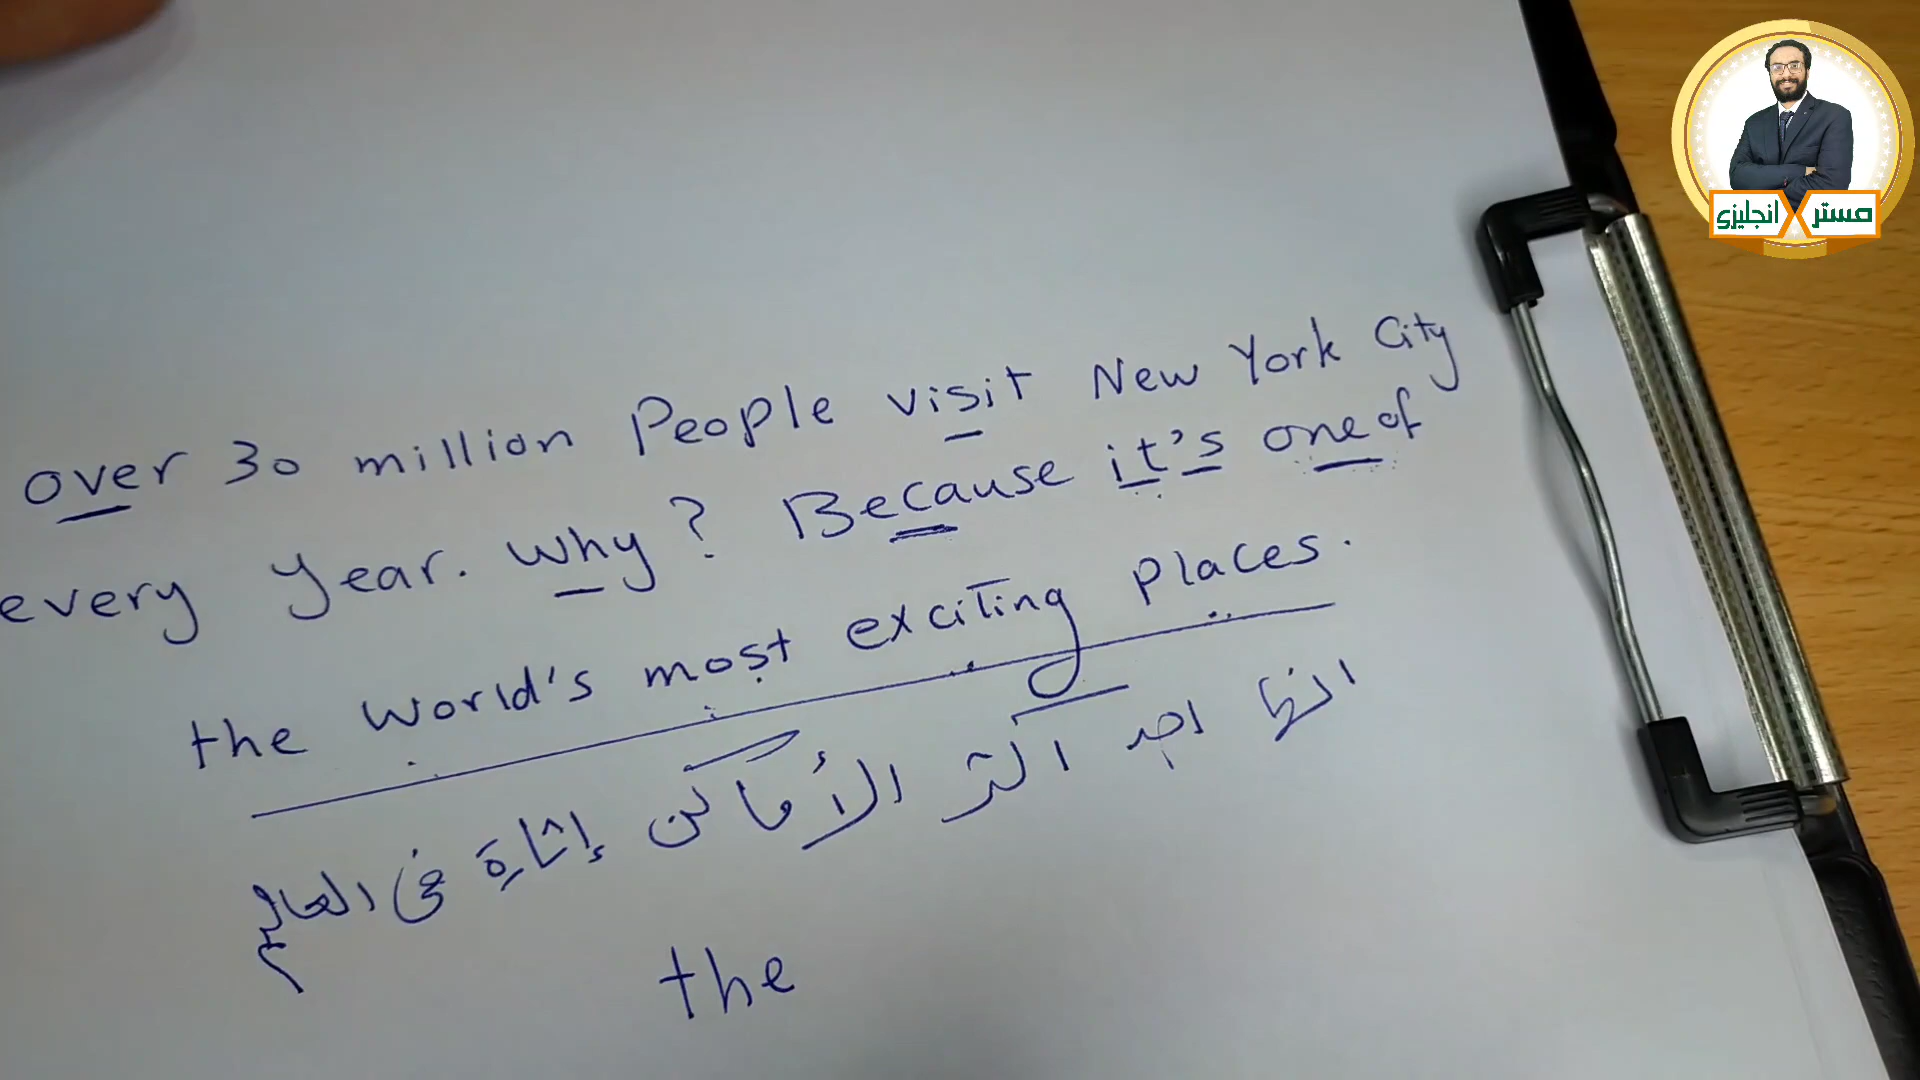 over 30 million People visit New York City
every year. Why? Because it's one of
the world's most exciting places.
انها احد اكثر الأماكن إثارة فى العالم
the
مستر X انجليزي